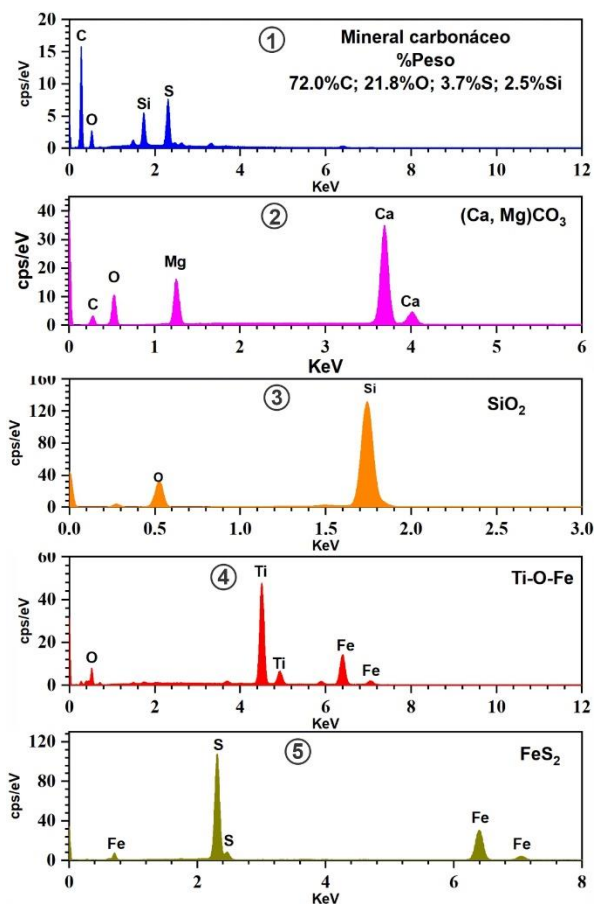 20
15
10
5
0
cps/eV
C
O
Si
S
①
Mineral carbonáceo
%Peso
72.0%C; 21.8%O; 3.7%S; 2.5%Si
0 2 4 6 8 10 12
KeV
40
30
20
10
0
cps/eV
C
O
Mg
②
Ca
Ca
(Ca, Mg)CO₃
0 1 2 3 4 5 6
KeV
160
120
80
40
0
cps/eV
O
③
Si
SiO₂
0.0 0.5 1.0 1.5 2.0 2.5 3.0
KeV
60
40
20
0
cps/eV
O
④
Ti
Ti
Fe
Fe
Ti-O-Fe
0 2 4 6 8 10 12
KeV
120
80
40
0
cps/eV
Fe
S
S
⑤
Fe
Fe
FeS₂
0 2 4 6 8
KeV